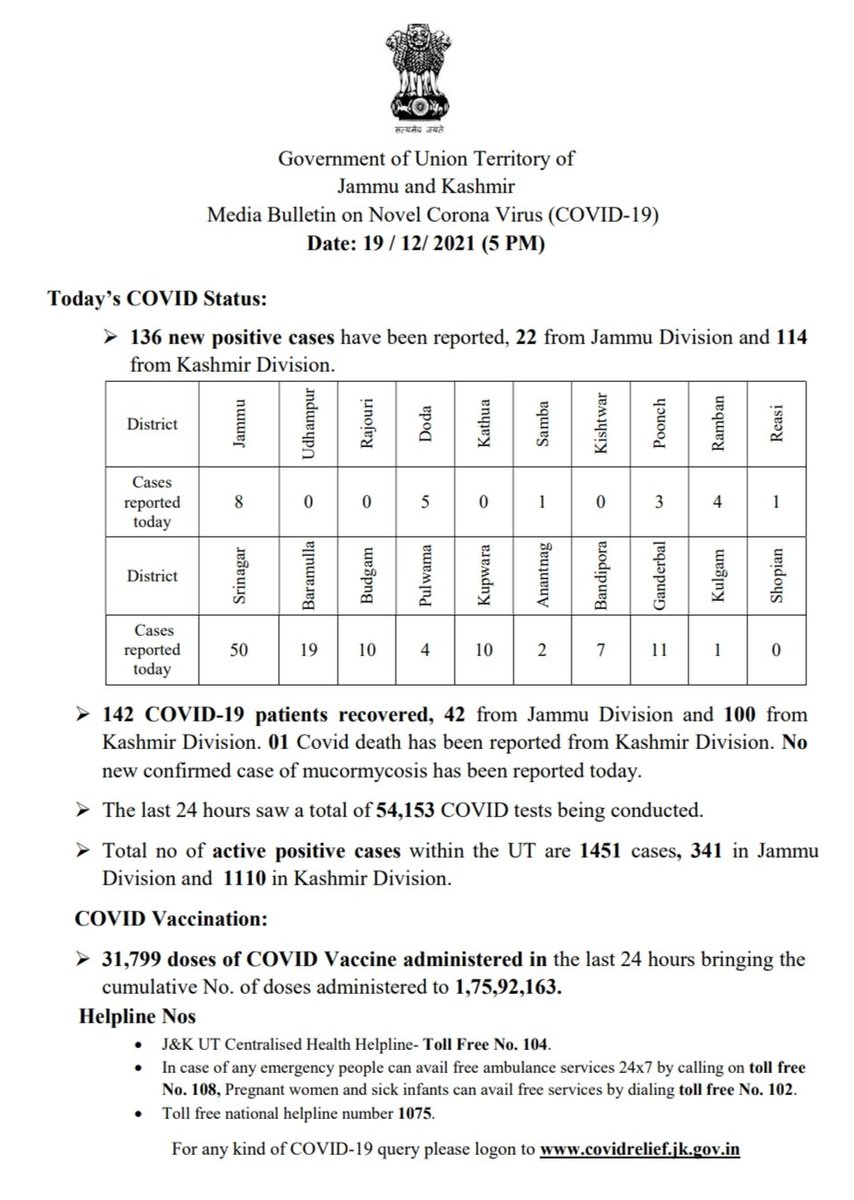 सत्यमेव जयते
Government of Union Territory of
Jammu and Kashmir
Media Bulletin on Novel Corona Virus (COVID-19)
Date: 19 / 12/ 2021 (5 PM)
Today's COVID Status:
➢ 136 new positive cases have been reported, 22 from Jammu Division and 114
from Kashmir Division.
District Jammu Udhampur Rajouri Doda Kathua Samba Kishtwar Poonch Ramban Reasi
Cases reported today 8 0 0 5 0 1 0 3 4 1
District Srinagar Baramulla Budgam Pulwama Kupwara Anantnag Bandipora Ganderbal Kulgam Shopian
Cases reported today 50 19 10 4 10 2 7 11 1 0
➢ 142 COVID-19 patients recovered, 42 from Jammu Division and 100 from
Kashmir Division. 01 Covid death has been reported from Kashmir Division. No
new confirmed case of mucormycosis has been reported today.
➢ The last 24 hours saw a total of 54,153 COVID tests being conducted.
➢ Total no of active positive cases within the UT are 1451 cases, 341 in Jammu
Division and 1110 in Kashmir Division.
COVID Vaccination:
➢ 31,799 doses of COVID Vaccine administered in the last 24 hours bringing the
cumulative No. of doses administered to 1,75,92,163.
Helpline Nos
• J&K UT Centralised Health Helpline- Toll Free No. 104.
• In case of any emergency people can avail free ambulance services 24x7 by calling on toll free
No. 108, Pregnant women and sick infants can avail free services by dialing toll free No. 102.
• Toll free national helpline number 1075.
For any kind of COVID-19 query please logon to www.covidrelief.jk.gov.in